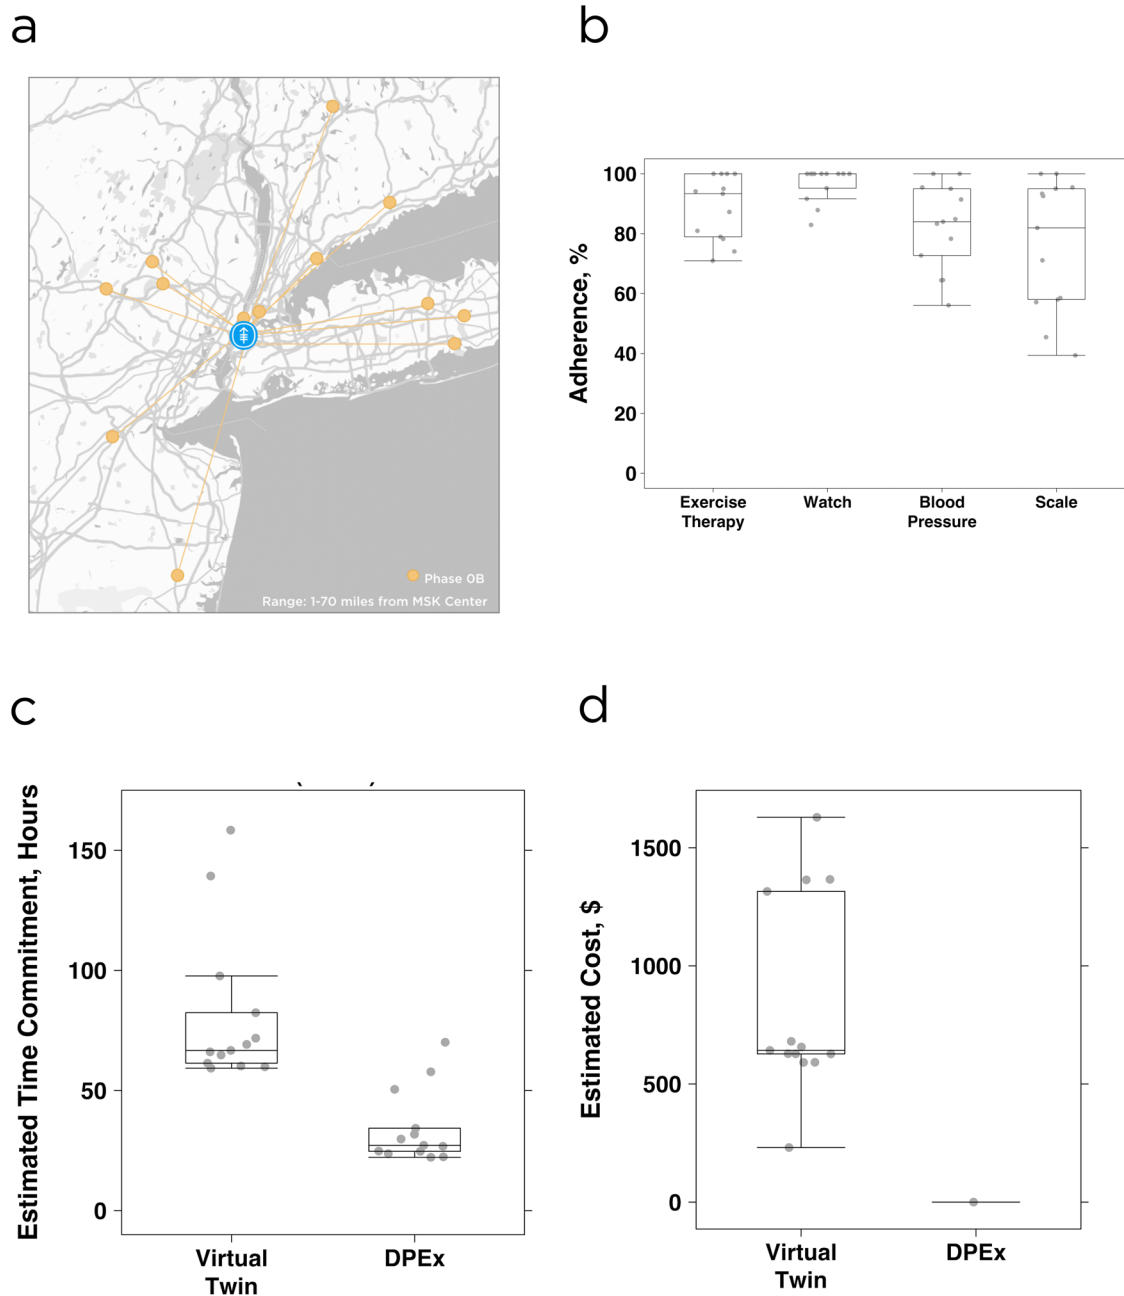 a
b
Phase 0B
Range: 1-70 miles from MSK Center
Adherence, %
100
80
60
40
20
0
Exercise
Therapy
Watch
Blood
Pressure
Scale
c
d
Estimated Time Commitment, Hours
150
100
50
0
Virtual
Twin
DPEx
Estimated Cost, $
1500
1000
500
0
Virtual
Twin
DPEx